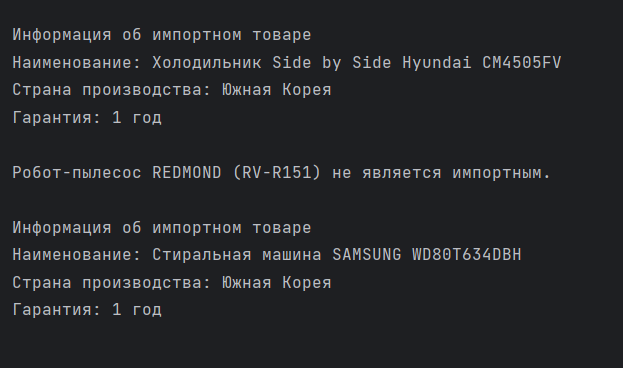 Информация об импортном товаре
Наименование: Холодильник Side by Side Hyundai CM4505FV
Страна производства: Южная Корея
Гарантия: 1 год
Робот-пылесос REDMOND (RV-R151) не является импортным.
Информация об импортном товаре
Наименование: Стиральная машина SAMSUNG WD80T634DBH
Страна производства: Южная Корея
Гарантия: 1 год